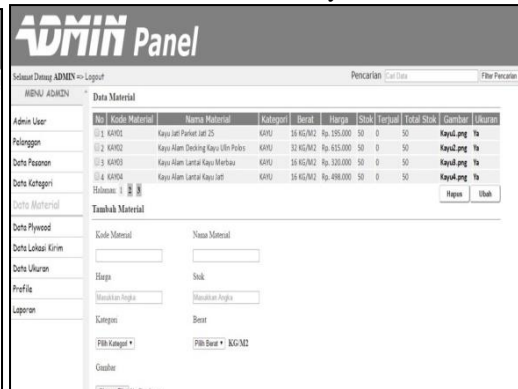 ADMIN Panel
Selamat Datang ADMIN => Logout
Pencarian Cari Data Filter Pencarian
MENU ADMIN
Admin User
Pelanggan
Data Pesanan
Data Kategori
Data Material
Data Plywood
Data Lokasi Kirim
Data Ukuran
Profile
Laporan
Data Material
No Kode Material Nama Material Kategori Berat Harga Stok Terjual Total Stok Gambar Ukuran
1 KAY01 Kayu Jati Parket Jati 25 KAYU 16 KG/M2 Rp. 195.000 50 0 50 Kayu1.png Ya
2 KAY02 Kayu Alam Decking Kayu Ulin Polos KAYU 32 KG/M2 Rp. 615.000 50 0 50 Kayu2.png Ya
3 KAY03 Kayu Alam Lantai Kayu Merbau KAYU 16 KG/M2 Rp. 320.000 50 0 50 Kayu3.png Ya
4 KAY04 Kayu Alam Lantai Kayu Jati KAYU 16 KG/M2 Rp. 498.000 50 0 50 Kayu4.png Ya
Halaman: 1 2 3
Hapus Ubah
Tambah Material
Kode Material Nama Material
Harga Stok
Masukkan Angka Masukkan Angka
Kategori Berat
Pilih Kategori Pilih Berat KG/M2
Gambar